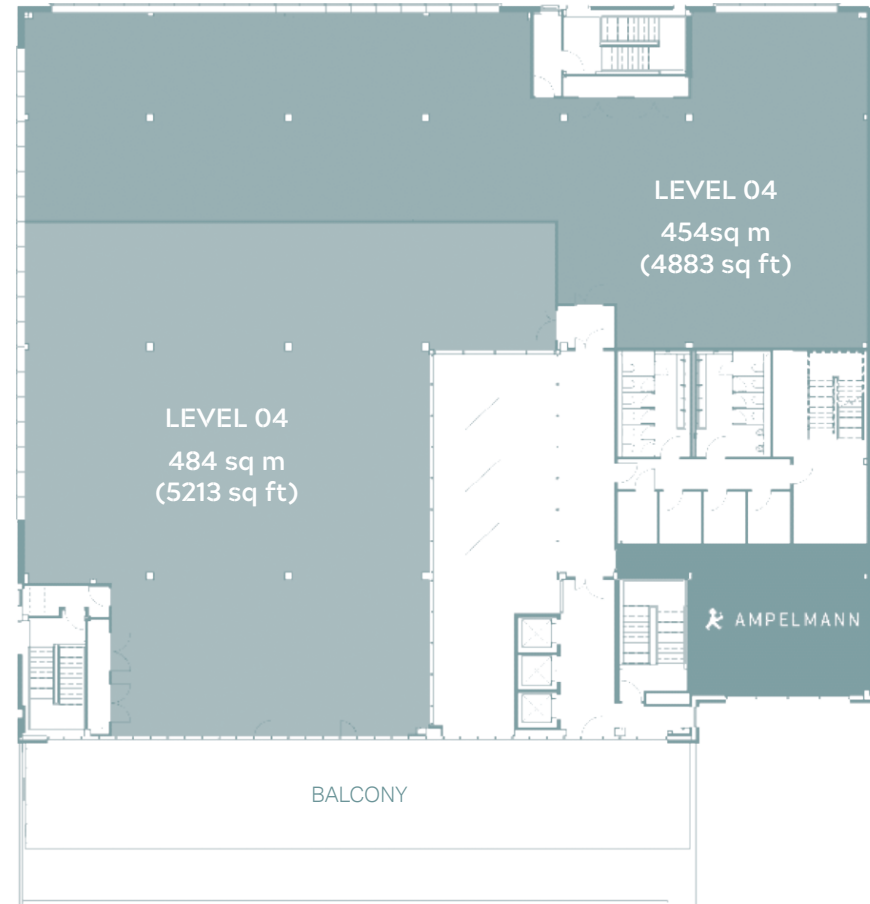 LEVEL 04
454sq m
(4883 sq ft)
LEVEL 04
484 sq m
(5213 sq ft)
AMPELMANN
BALCONY